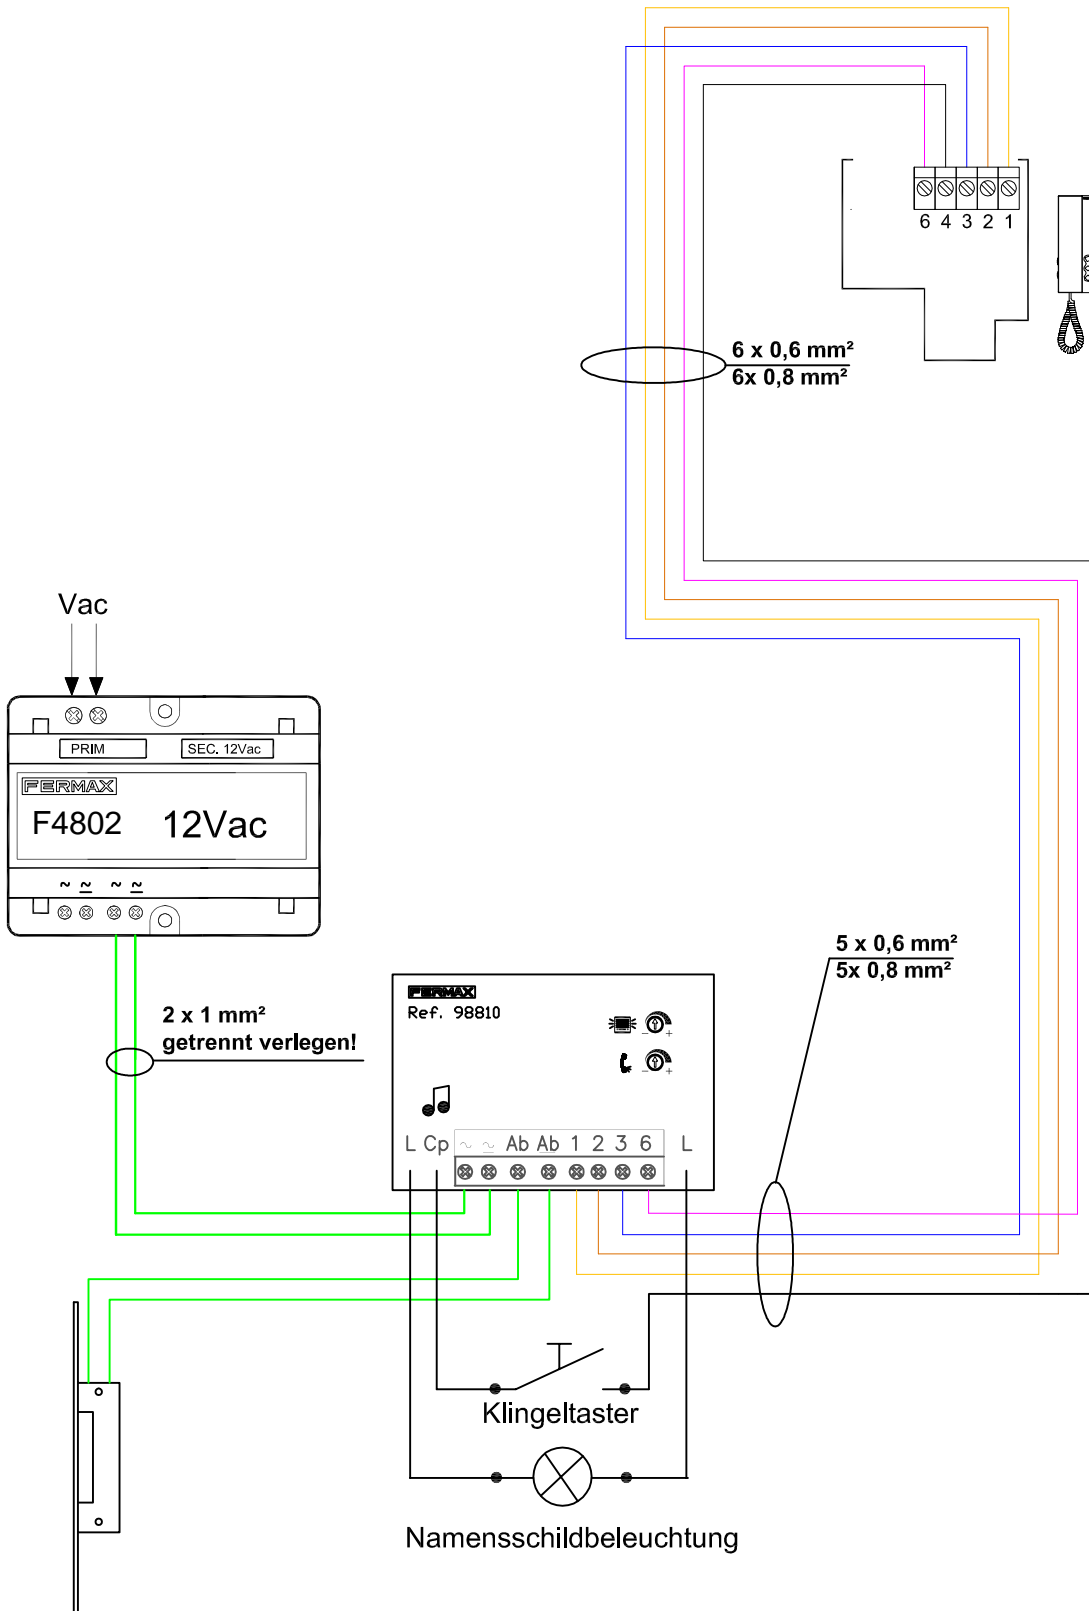 6 4 3 2 1
6 x 0,6 mm²
6x 0,8 mm²
Vac
PRIM
SEC. 12Vac
FERMAX
F4802
12Vac
~ ~ ~ ~
2 x 1 mm²
getrennt verlegen!
5 x 0,6 mm²
5x 0,8 mm²
FERMAX
Ref. 98810
- +
- +
L Cp ~ ~ Ab Ab 1 2 3 6 L
Klingeltaster
Namensschildbeleuchtung